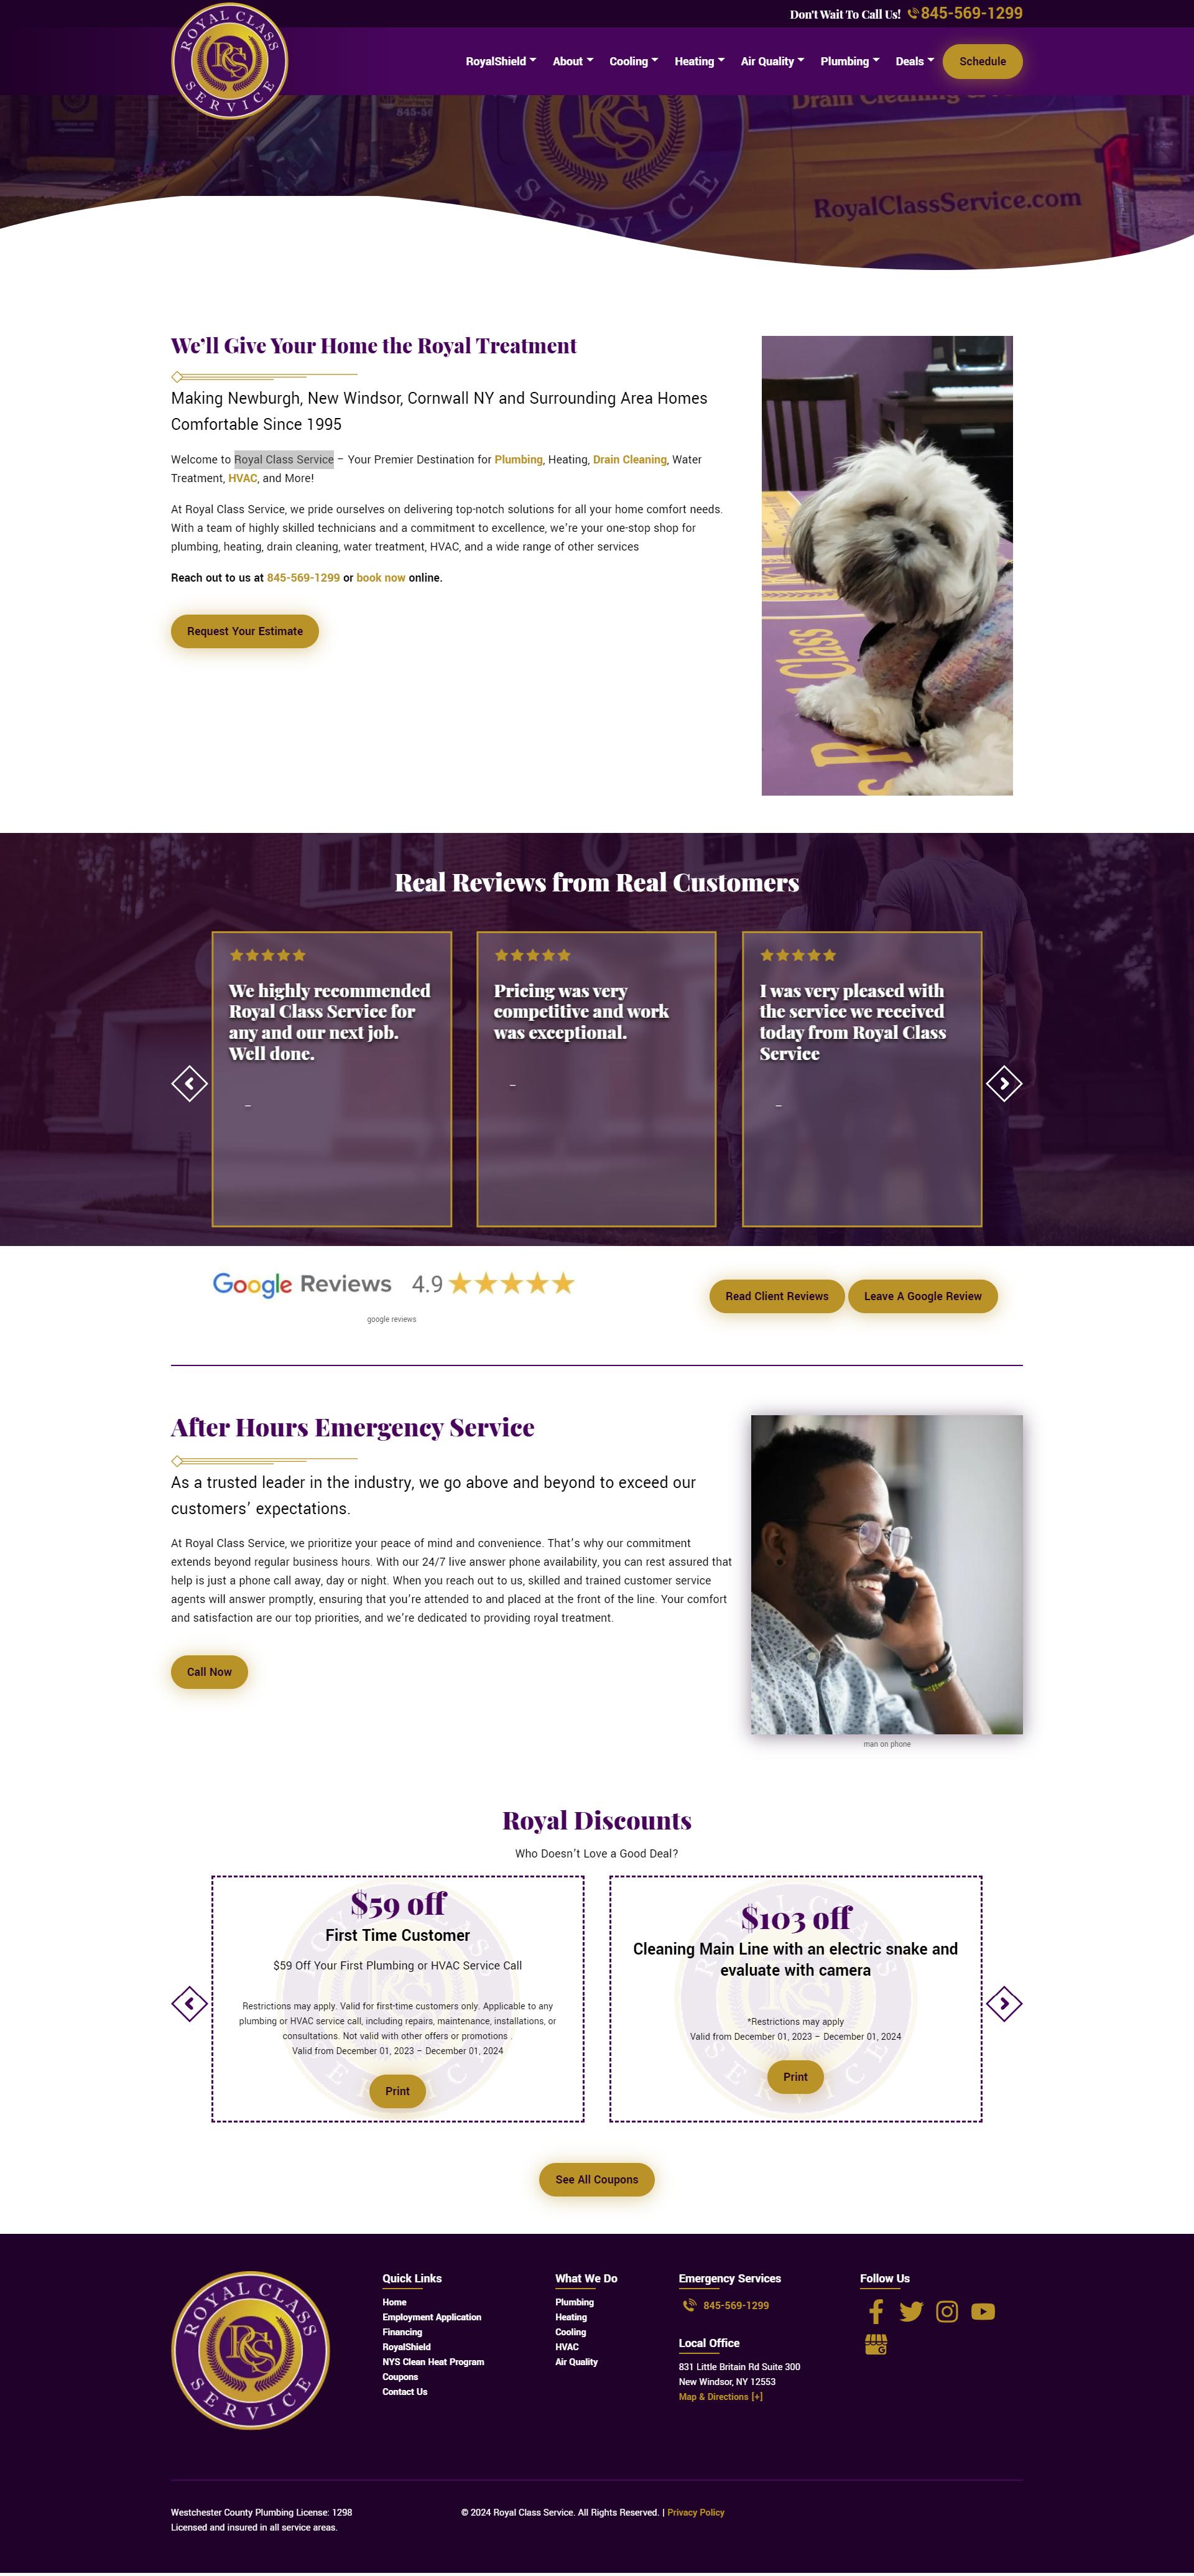 Don't Wait To Call Us! 845-569-1299
ROYAL CLASS
RCS
SERVICE
RoyalShield About Cooling Heating Air Quality Plumbing Deals Schedule
RCS
SERVICE
RoyalClassService.com
We'll Give Your Home the Royal Treatment
Making Newburgh, New Windsor, Cornwall NY and Surrounding Area Homes
Comfortable Since 1995
Welcome to Royal Class Service – Your Premier Destination for Plumbing, Heating, Drain Cleaning, Water
Treatment, HVAC, and More!
At Royal Class Service, we pride ourselves on delivering top-notch solutions for all your home comfort needs.
With a team of highly skilled technicians and a commitment to excellence, we're your one-stop shop for
plumbing, heating, drain cleaning, water treatment, HVAC, and a wide range of other services
Reach out to us at 845-569-1299 or book now online.
Request Your Estimate
Class
Real Reviews from Real Customers
We highly recommended
Royal Class Service for
any and our next job.
Well done.
–
Pricing was very
competitive and work
was exceptional.
–
I was very pleased with
the service we received
today from Royal Class
Service
–
Google Reviews 4.9
google reviews
Read Client Reviews
Leave A Google Review
After Hours Emergency Service
As a trusted leader in the industry, we go above and beyond to exceed our
customers' expectations.
At Royal Class Service, we prioritize your peace of mind and convenience. That's why our commitment
extends beyond regular business hours. With our 24/7 live answer phone availability, you can rest assured that
help is just a phone call away, day or night. When you reach out to us, skilled and trained customer service
agents will answer promptly, ensuring that you're attended to and placed at the front of the line. Your comfort
and satisfaction are our top priorities, and we're dedicated to providing royal treatment.
Call Now
man on phone
Royal Discounts
Who Doesn't Love a Good Deal?
$59 off
First Time Customer
$59 Off Your First Plumbing or HVAC Service Call
Restrictions may apply. Valid for first-time customers only. Applicable to any
plumbing or HVAC service call, including repairs, maintenance, installations, or
consultations. Not valid with other offers or promotions .
Valid from December 01, 2023 – December 01, 2024
Print
$103 off
Cleaning Main Line with an electric snake and
evaluate with camera
*Restrictions may apply
Valid from December 01, 2023 – December 01, 2024
Print
See All Coupons
ROYAL CLASS
RCS
SERVICE
Quick Links
Home
Employment Application
Financing
RoyalShield
NYS Clean Heat Program
Coupons
Contact Us
What We Do
Plumbing
Heating
Cooling
HVAC
Air Quality
Emergency Services
845-569-1299
Local Office
831 Little Britain Rd Suite 300
New Windsor, NY 12553
Map & Directions [+]
Follow Us
Westchester County Plumbing License: 1298
Licensed and insured in all service areas.
© 2024 Royal Class Service. All Rights Reserved. | Privacy Policy